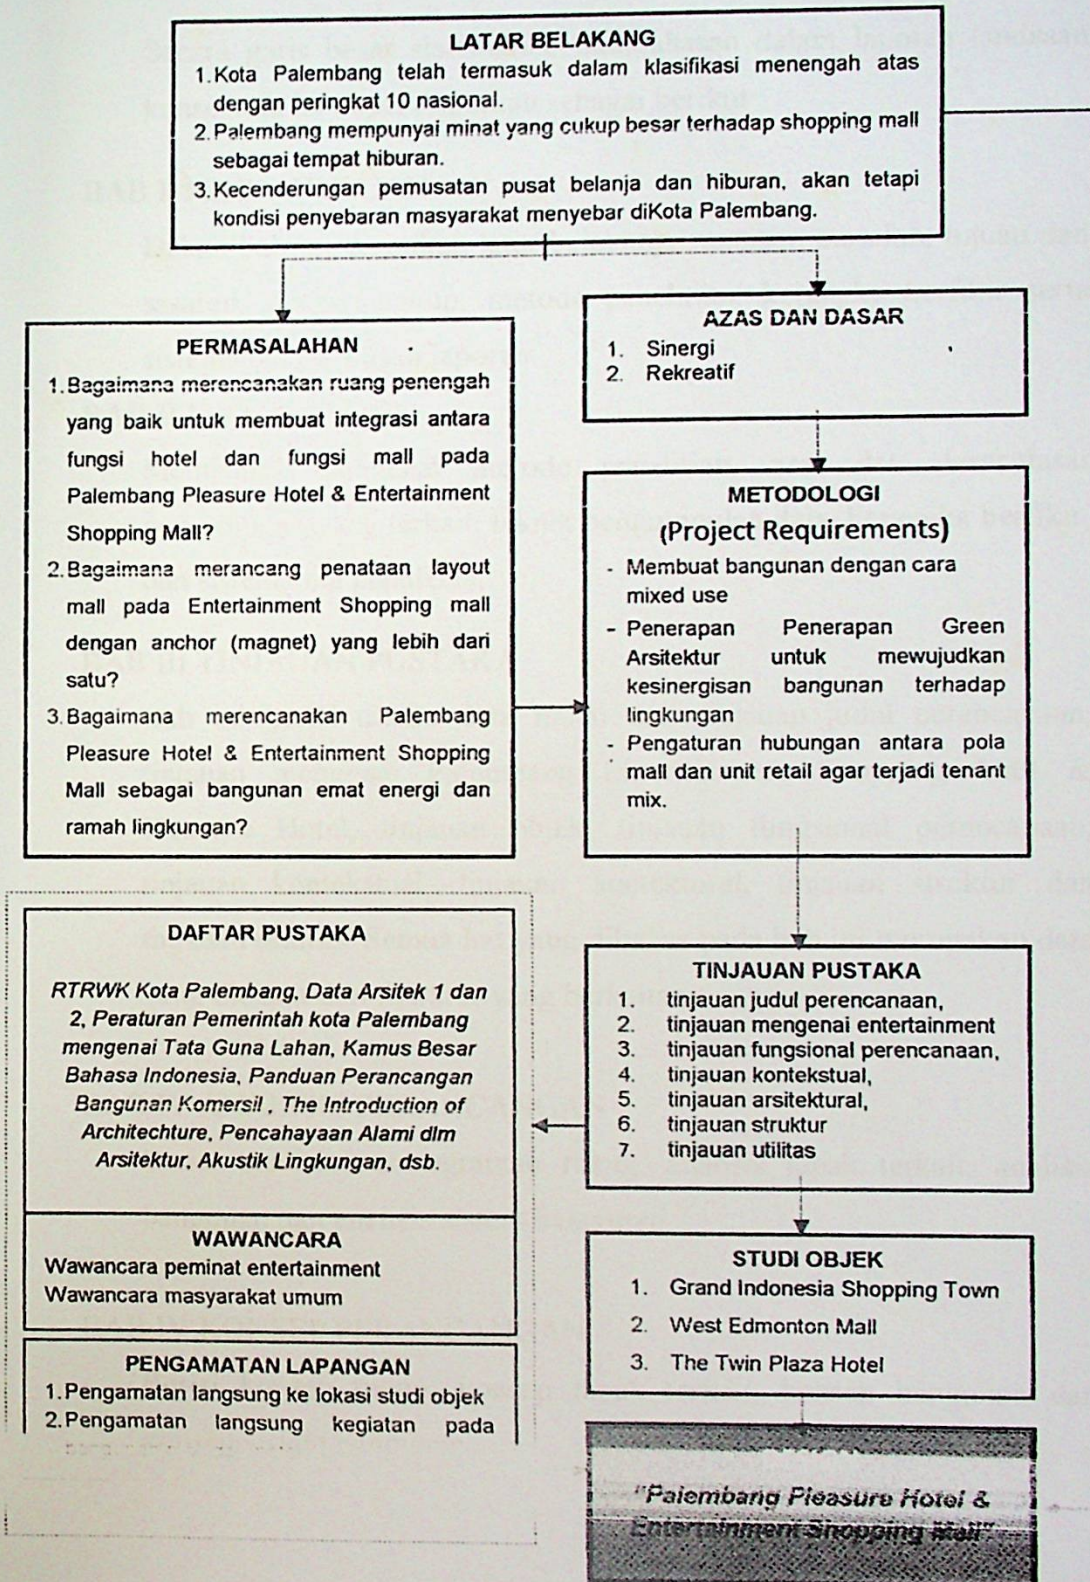 LATAR BELAKANG
1. Kota Palembang telah termasuk dalam klasifikasi menengah atas
dengan peringkat 10 nasional.
2. Palembang mempunyai minat yang cukup besar terhadap shopping mall
sebagai tempat hiburan.
3. Kecenderungan pemusatan pusat belanja dan hiburan, akan tetapi
kondisi penyebaran masyarakat menyebar diKota Palembang.
PERMASALAHAN
1. Bagaimana merencanakan ruang penengah
yang baik untuk membuat integrasi antara
fungsi hotel dan fungsi mall pada
Palembang Pleasure Hotel & Entertainment
Shopping Mall?
2. Bagaimana merancang penataan layout
mall pada Entertainment Shopping mall
dengan anchor (magnet) yang lebih dari
satu?
3. Bagaimana merencanakan Palembang
Pleasure Hotel & Entertainment Shopping
Mall sebagai bangunan emat energi dan
ramah lingkungan?
AZAS DAN DASAR
1. Sinergi
2. Rekreatif
METODOLOGI
(Project Requirements)
- Membuat bangunan dengan cara
mixed use
- Penerapan Penerapan Green
Arsitektur untuk mewujudkan
kesinergisan bangunan terhadap
lingkungan
- Pengaturan hubungan antara pola
mall dan unit retail agar terjadi tenant
mix.
TINJAUAN PUSTAKA
1. tinjauan judul perencanaan,
2. tinjauan mengenai entertainment
3. tinjauan fungsional perencanaan,
4. tinjauan kontekstual,
5. tinjauan arsitektural,
6. tinjauan struktur
7. tinjauan utilitas
DAFTAR PUSTAKA
RTRWK Kota Palembang, Data Arsitek 1 dan
2, Peraturan Pemerintah kota Palembang
mengenai Tata Guna Lahan, Kamus Besar
Bahasa Indonesia, Panduan Perancangan
Bangunan Komersil , The Introduction of
Architechture, Pencahayaan Alami dlm
Arsitektur, Akustik Lingkungan, dsb.
WAWANCARA
Wawancara peminat entertainment
Wawancara masyarakat umum
PENGAMATAN LAPANGAN
1. Pengamatan langsung ke lokasi studi objek
2. Pengamatan langsung kegiatan pada
STUDI OBJEK
1. Grand Indonesia Shopping Town
2. West Edmonton Mall
3. The Twin Plaza Hotel
"Palembang Pleasure Hotel &
Entertainment Shopping Mall"